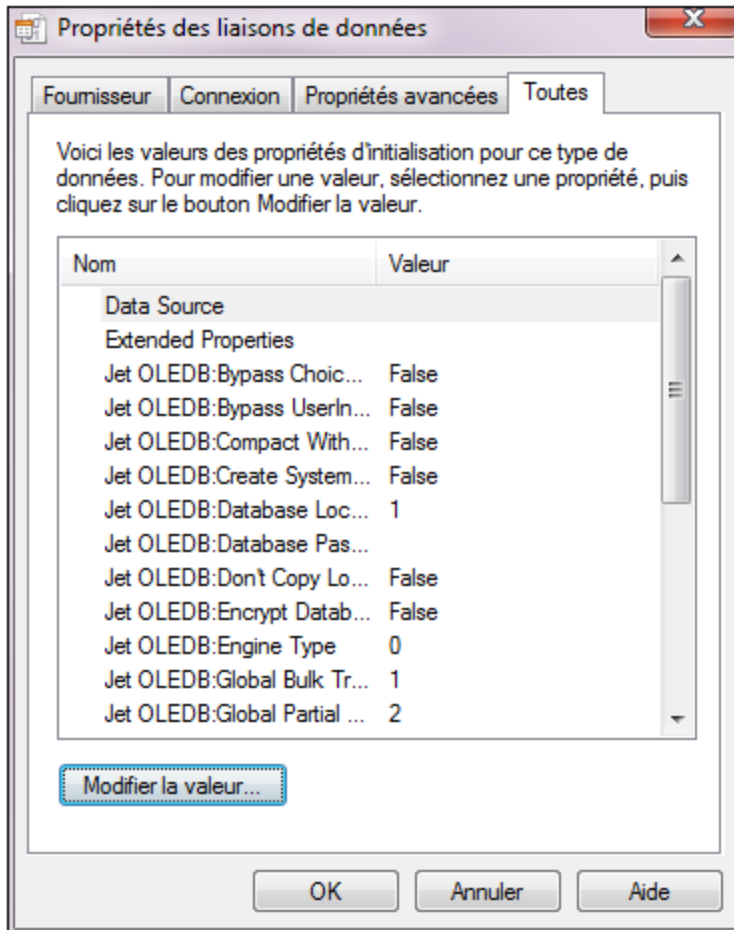 Propriétés des liaisons de données
Fournisseur Connexion Propriétés avancées Toutes
Voici les valeurs des propriétés d'initialisation pour ce type de
données. Pour modifier une valeur, sélectionnez une propriété, puis
cliquez sur le bouton Modifier la valeur.
Nom Valeur
Data Source
Extended Properties
Jet OLEDB:Bypass Choic... False
Jet OLEDB:Bypass UserIn... False
Jet OLEDB:Compact With... False
Jet OLEDB:Create System... False
Jet OLEDB:Database Loc... 1
Jet OLEDB:Database Pas...
Jet OLEDB:Don't Copy Lo... False
Jet OLEDB:Encrypt Datab... False
Jet OLEDB:Engine Type 0
Jet OLEDB:Global Bulk Tr... 1
Jet OLEDB:Global Partial ... 2
Modifier la valeur...
OK Annuler Aide